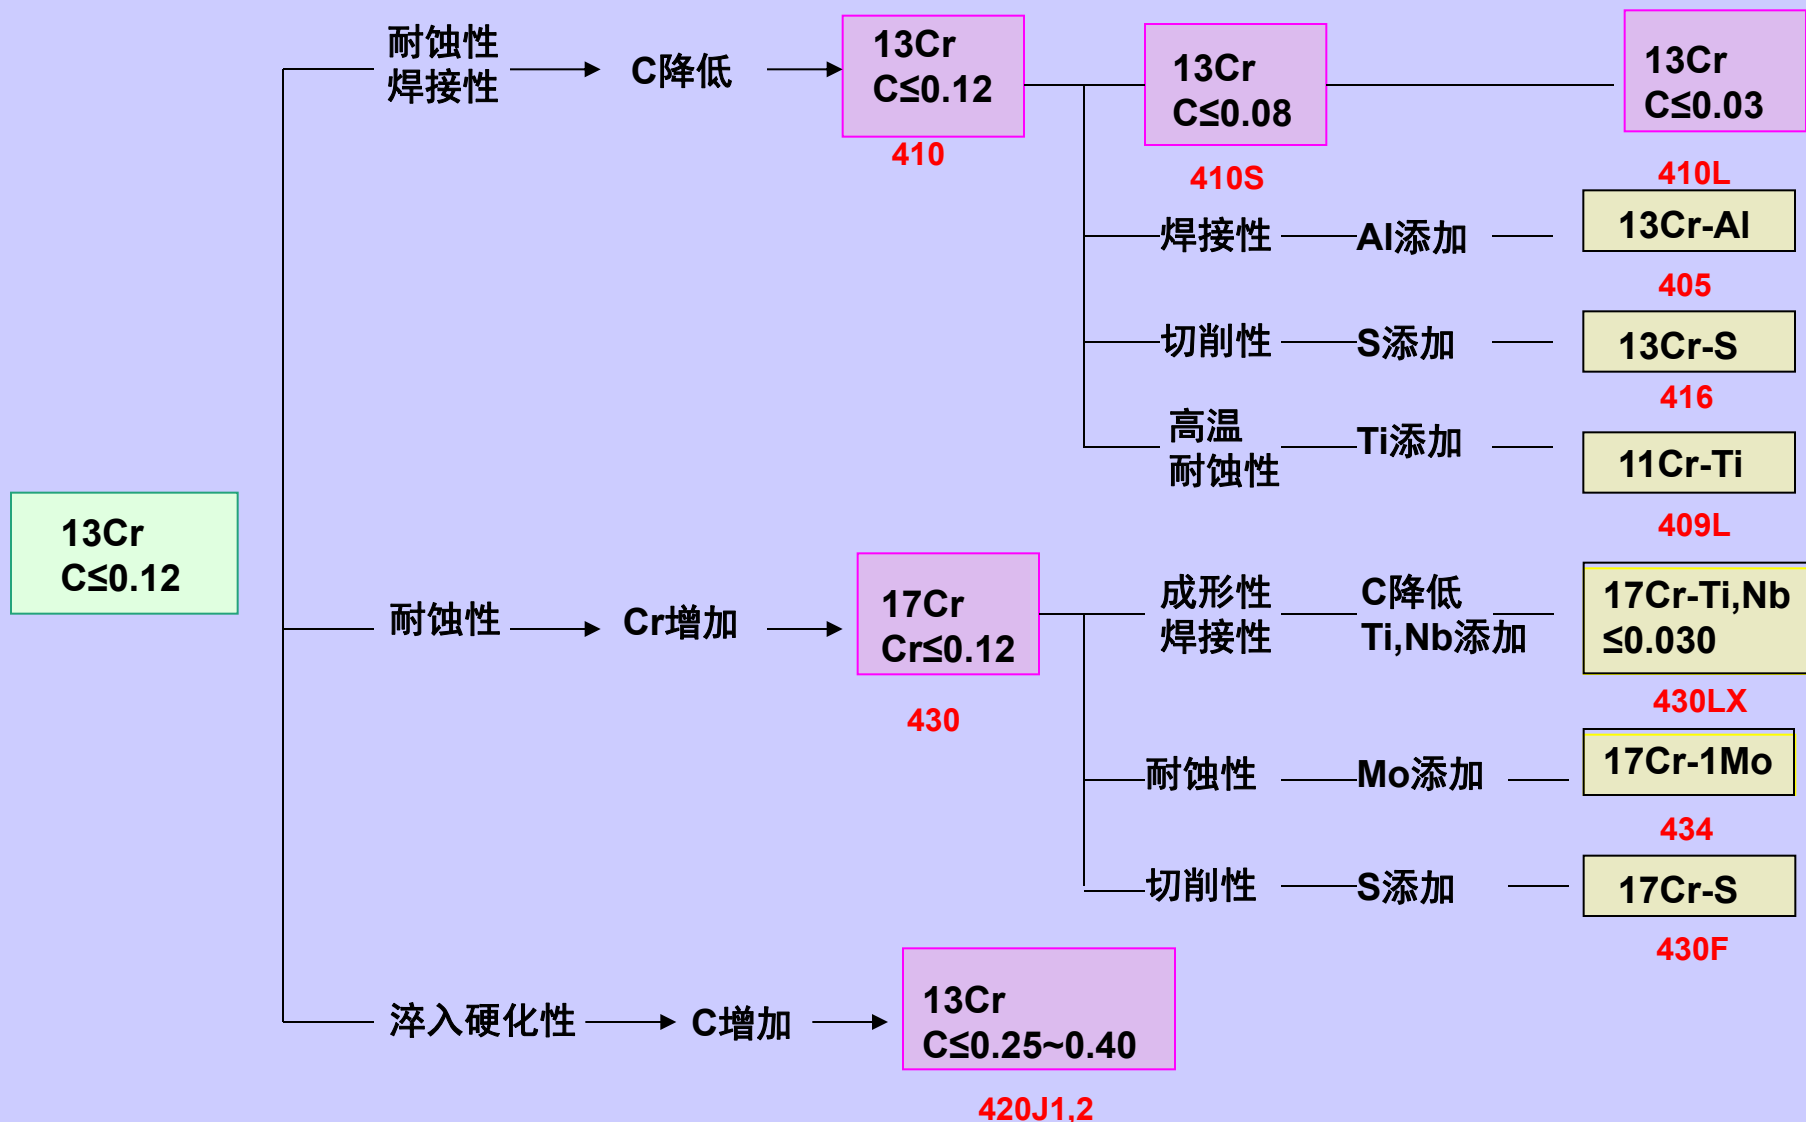 耐蚀性
焊接性
C降低
13Cr
C≤0.12
410
13Cr
C≤0.08
410S
13Cr
C≤0.03
410L
焊接性
Al添加
13Cr-Al
405
切削性
S添加
13Cr-S
416
高温
耐蚀性
Ti添加
11Cr-Ti
409L
13Cr
C≤0.12
耐蚀性
Cr增加
17Cr
Cr≤0.12
430
成形性
焊接性
C降低
Ti,Nb添加
17Cr-Ti,Nb
≤0.030
430LX
耐蚀性
Mo添加
17Cr-1Mo
434
切削性
S添加
17Cr-S
430F
淬入硬化性
C增加
13Cr
C≤0.25~0.40
420J1,2